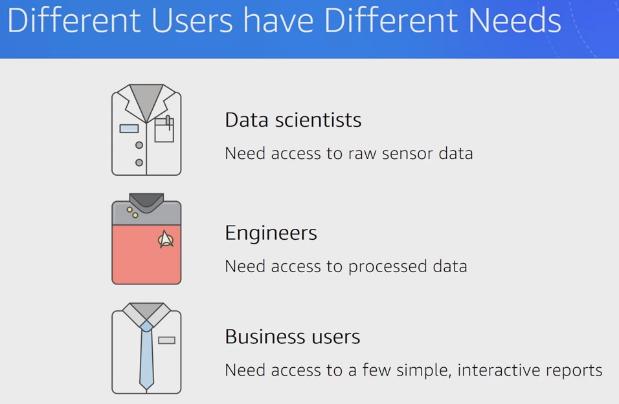 Different Users have Different Needs
Data scientists
Need access to raw sensor data
Engineers
Need access to processed data
Business users
Need access to a few simple, interactive reports